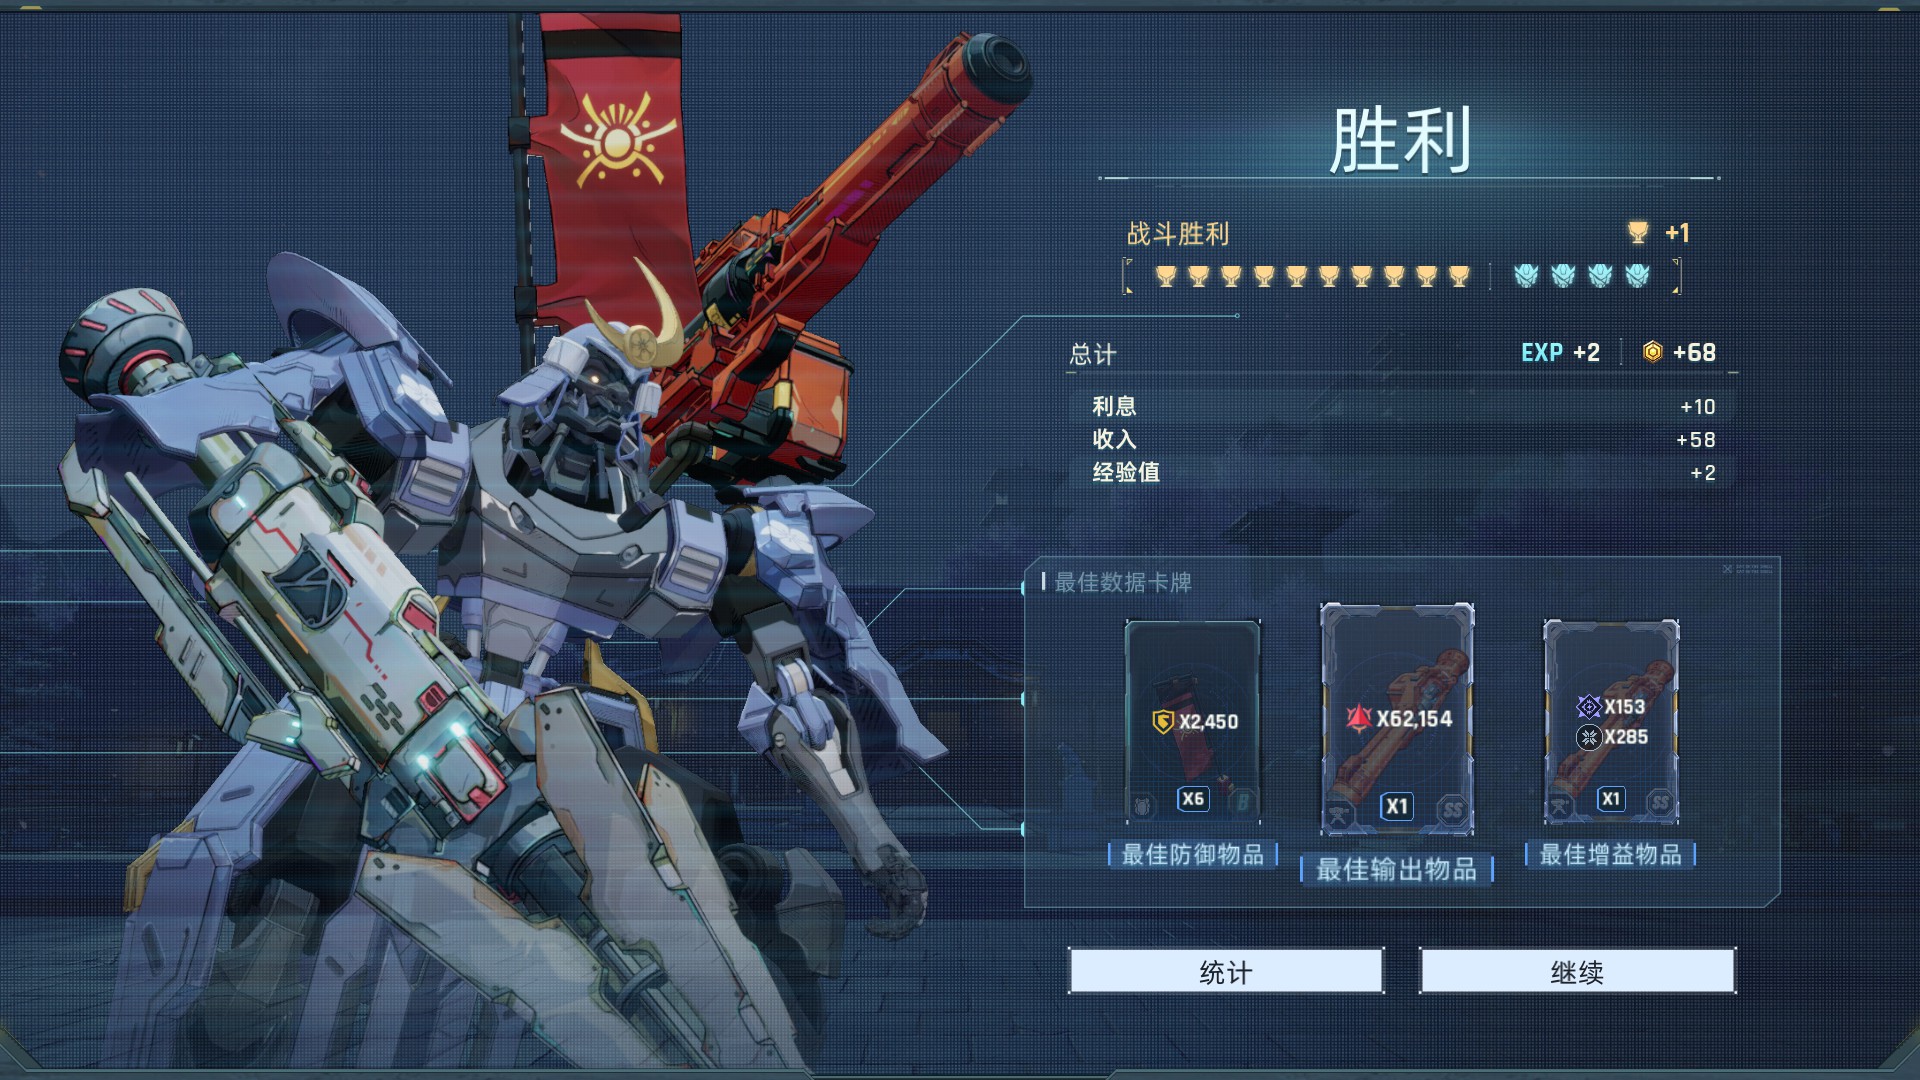 胜利
战斗胜利 +1
总计 EXP +2 +68
利息 +10
收入 +58
经验值 +2
最佳数据卡牌
X2,450
X6
B
最佳防御物品
X62,154
X1
SS
最佳输出物品
X153
X285
X1
SS
最佳增益物品
统计 继续